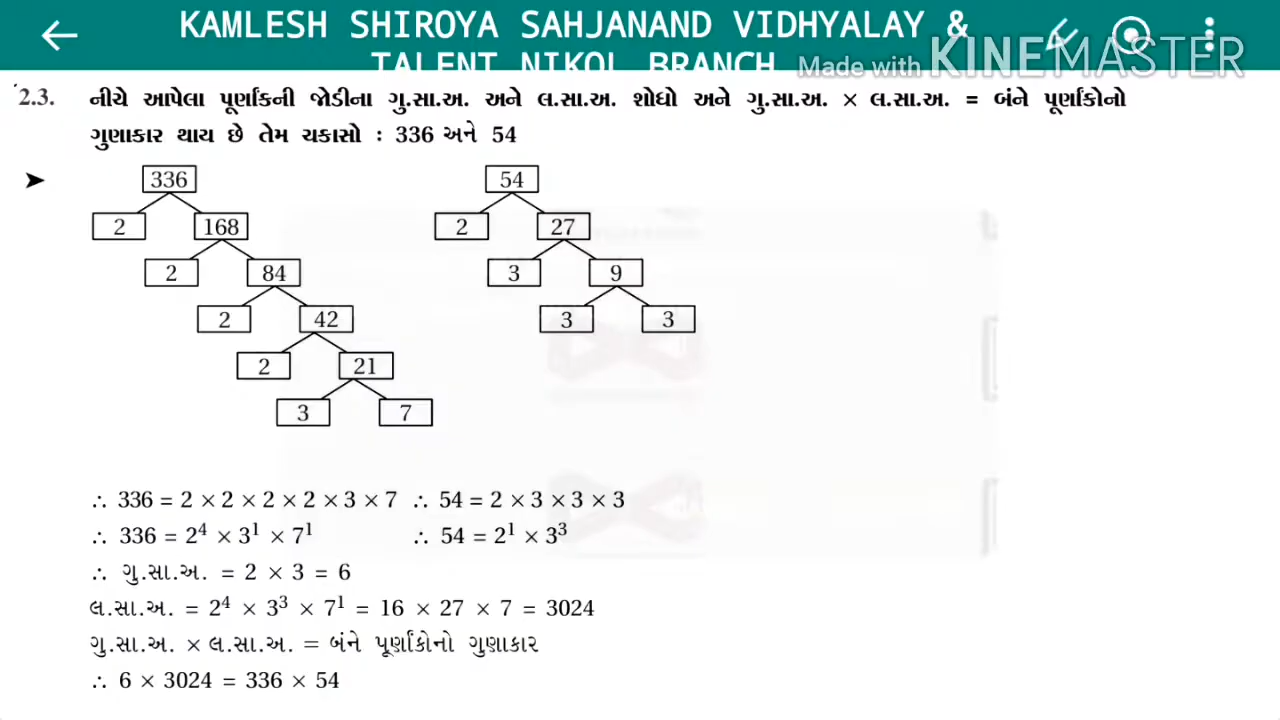 KAMLESH SHIROYA SAHJANAND VIDHYALAY &
TALENT NIKOL BRANCH
Made with KINEMASTER
2.3. નીચે આપેલા પૂર્ણાંકની જોડીના ગુ.સા.અ. અને લ.સા.અ. શોધો અને ગુ.સા.અ. × લ.સા.અ. = બંને પૂર્ણાંકોનો
ગુણાકાર થાય છે તેમ ચકાસો : 336 અને 54
➤ 336 54
2 168 2 27
2 84 3 9
2 42 3 3
2 21
3 7
∴ 336 = 2 × 2 × 2 × 2 × 3 × 7 ∴ 54 = 2 × 3 × 3 × 3
∴ 336 = 2⁴ × 3¹ × 7¹ ∴ 54 = 2¹ × 3³
∴ ગુ.સા.અ. = 2 × 3 = 6
લ.સા.અ. = 2⁴ × 3³ × 7¹ = 16 × 27 × 7 = 3024
ગુ.સા.અ. × લ.સા.અ. = બંને પૂર્ણાંકોનો ગુણાકાર
∴ 6 × 3024 = 336 × 54